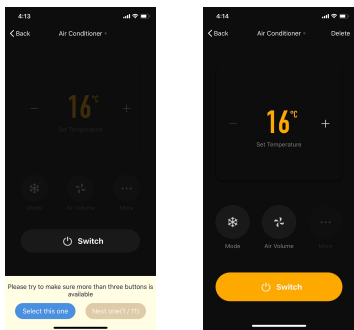 4:13
Back
Air Conditioner
16°C
Set Temperature
Mode
Air Volume
More
Switch
Please try to make sure more than three buttons is
available
Select this one
Next one(1 / 11)
4:14
Back
Air Conditioner
Delete
16°C
Set Temperature
Mode
Air Volume
More
Switch